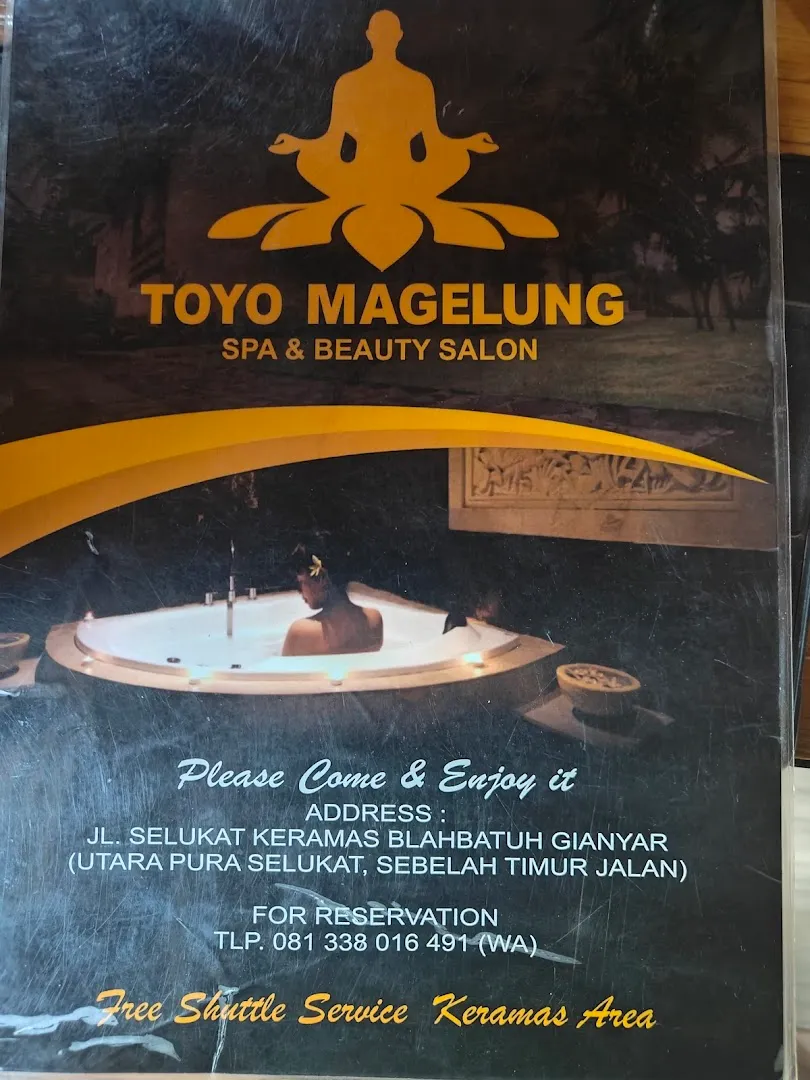 TOYO MAGELUNG
SPA & BEAUTY SALON
Please Come & Enjoy it
ADDRESS :
JL. SELUKAT KERAMAS BLAHBATUH GIANYAR
(UTARA PURA SELUKAT, SEBELAH TIMUR JALAN)
FOR RESERVATION
TLP. 081 338 016 491 (WA)
Free Shuttle Service Keramas Area